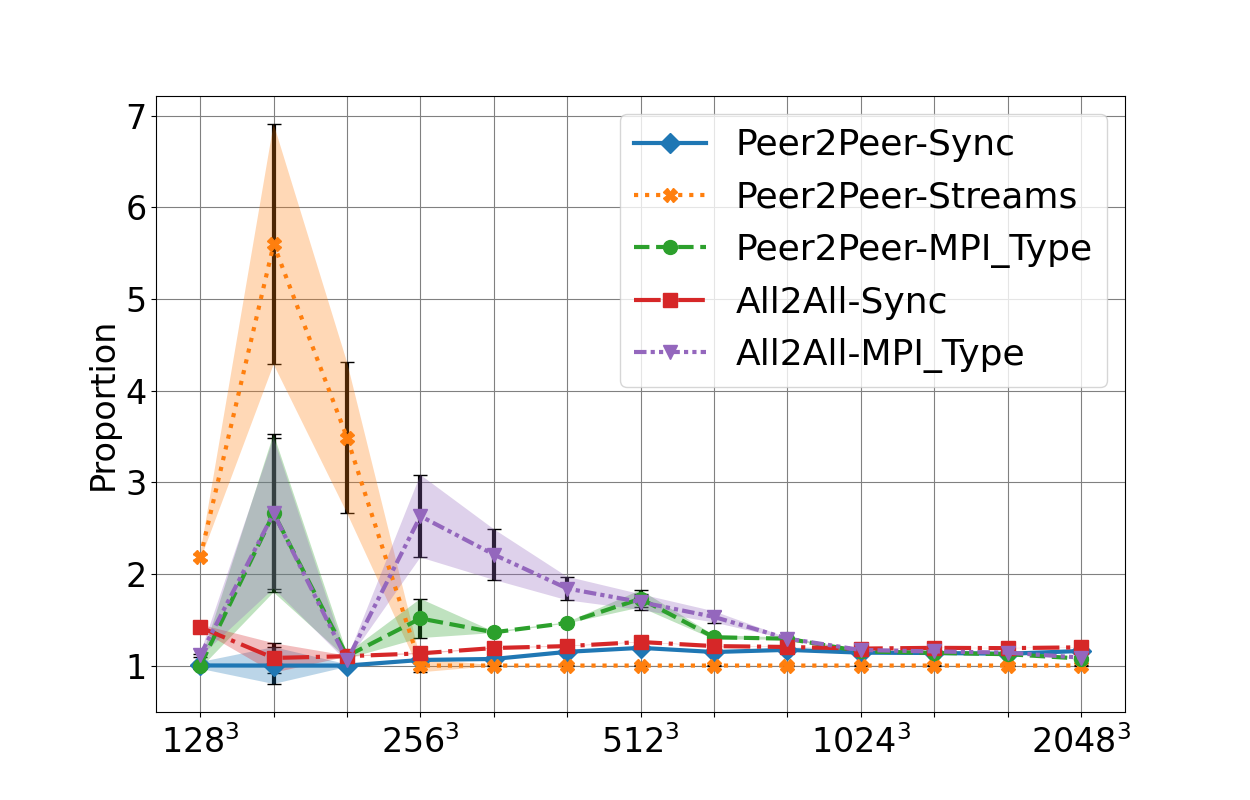 Proportion
7
6
5
4
3
2
1
Peer2Peer-Sync
Peer2Peer-Streams
Peer2Peer-MPI_Type
All2All-Sync
All2All-MPI_Type
128³ 256³ 512³ 1024³ 2048³